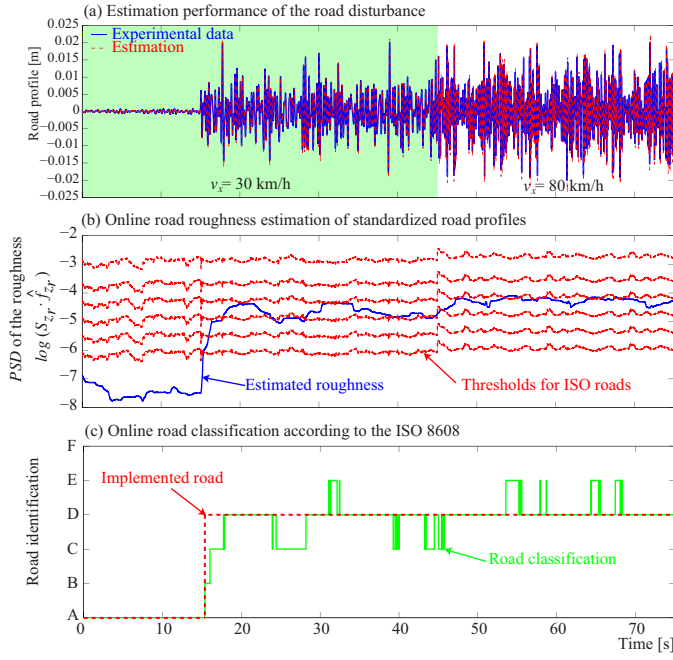 (a) Estimation performance of the road disturbance
Road profile [m]
0.025
0.02
0.015
0.01
0.005
0
−0.005
−0.01
−0.015
−0.02
0.025
Experimental data
Estimation
vx= 30 km/h
vx= 80 km/h
(b) Online road roughness estimation of standardized road profiles
PSD of the roughness
log (Szr f̂zr)
−2
−3
−4
−5
−6
−7
−8
Estimated roughness
Thresholds for ISO roads
(c) Online road classification according to the ISO 8608
Road identification
F
E
D
C
B
A
Implemented road
Road classification
0 10 20 30 40 50 60 70
Time [s]